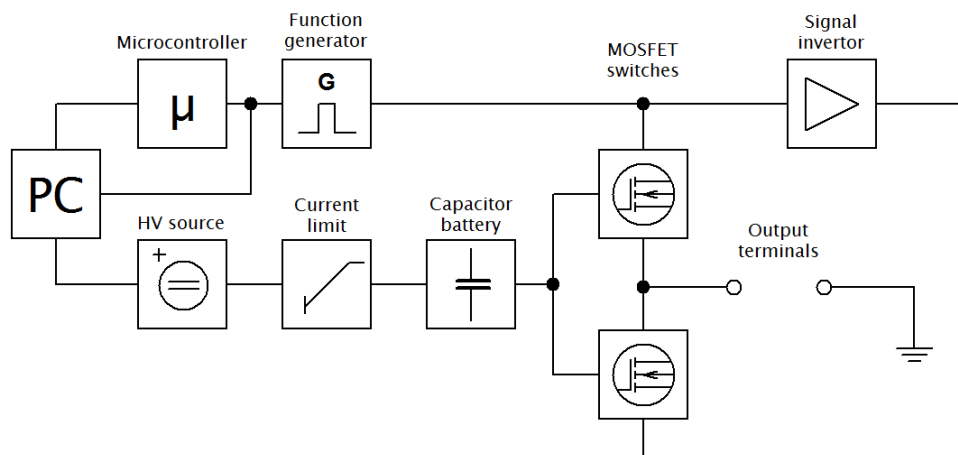 Function
generator
Microcontroller
Signal
invertor
MOSFET
switches
G
µ
PC
HV source
Current
limit
Capacitor
battery
Output
terminals
+